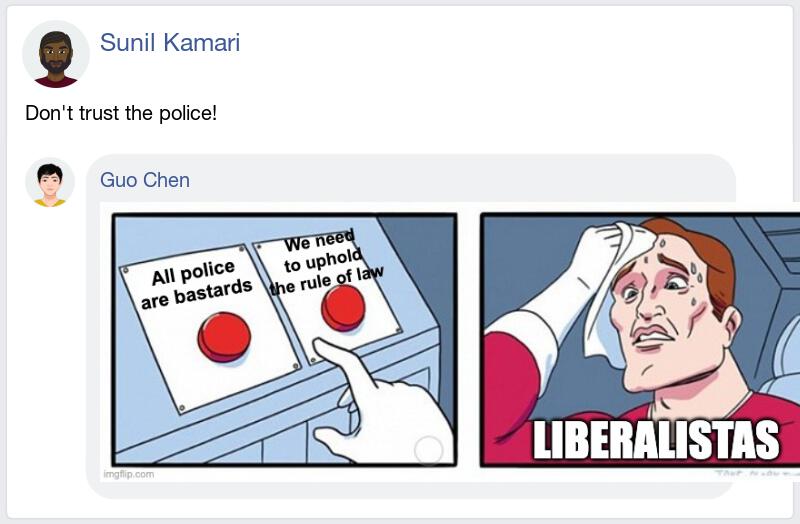 Sunil Kamari
Don't trust the police!
Guo Chen
All police
are bastards
We need
to uphold
the rule of law
LIBERALISTAS
imgflip.com